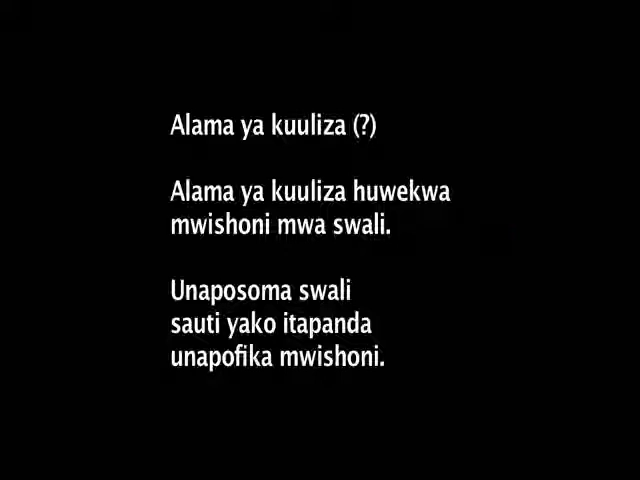 Alama ya kuuliza (?)
Alama ya kuuliza huwekwa
mwishoni mwa swali.
Unaposoma swali
sauti yako itapanda
unapofika mwishoni.